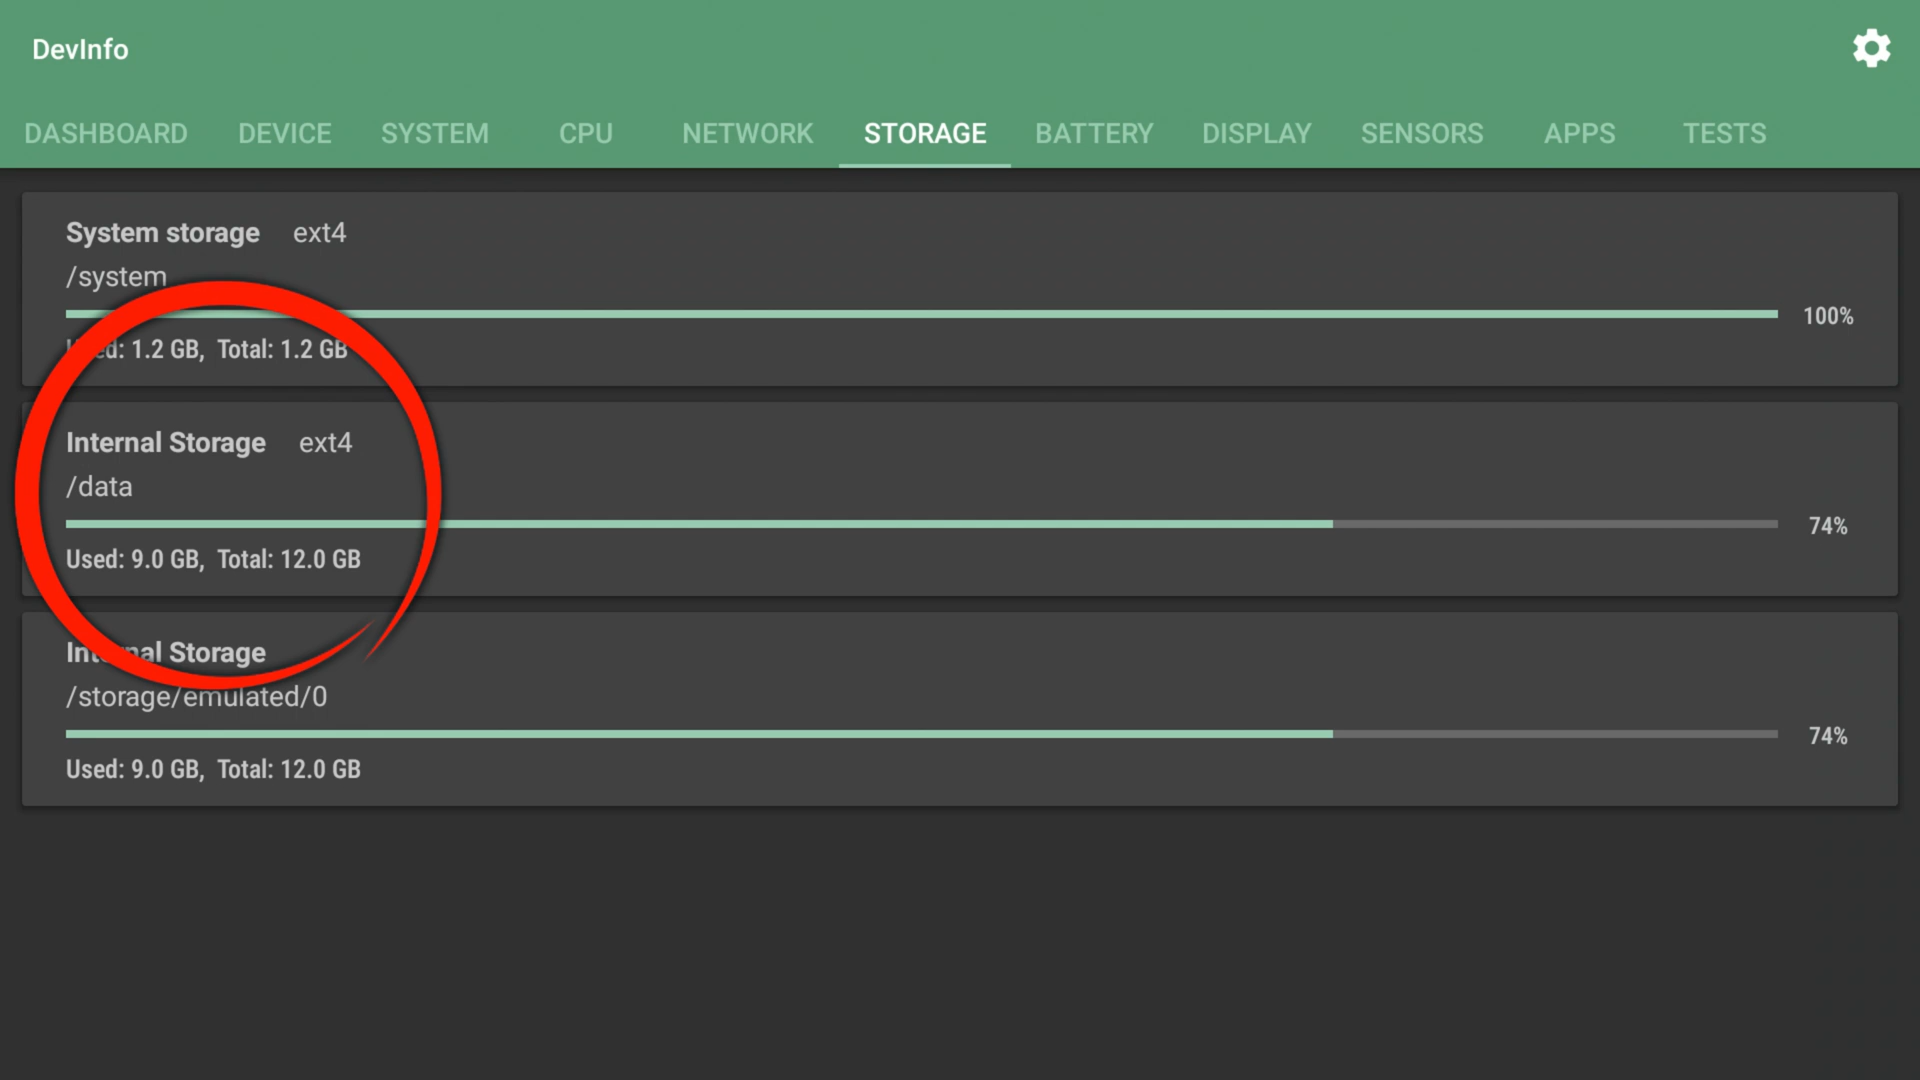 DevInfo
DASHBOARD DEVICE SYSTEM CPU NETWORK STORAGE BATTERY DISPLAY SENSORS APPS TESTS
System storage ext4
/system
100%
Used: 1.2 GB, Total: 1.2 GB
Internal Storage ext4
/data
74%
Used: 9.0 GB, Total: 12.0 GB
Internal Storage
/storage/emulated/0
74%
Used: 9.0 GB, Total: 12.0 GB